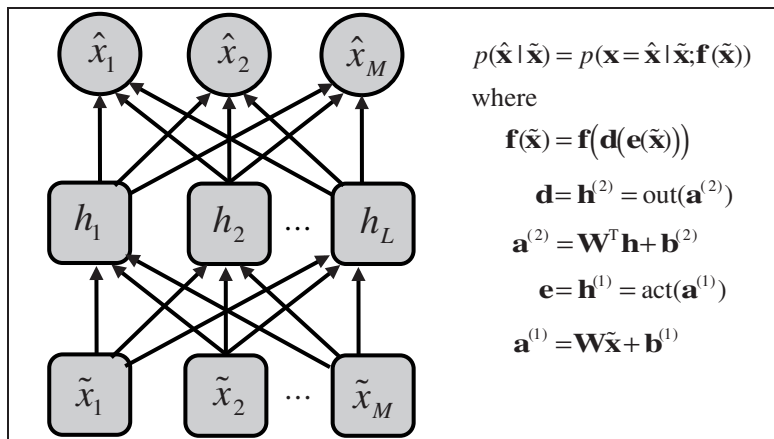 x̂₁ x̂₂ x̂_M
h₁ h₂ ... h_L
x̃₁ x̃₂ ... x̃_M
p(x̂ | x̃) = p(x = x̂ | x̃; f(x̃))
where
f(x̃) = f(d(e(x̃)))
d = h⁽²⁾ = out(a⁽²⁾)
a⁽²⁾ = Wᵀh + b⁽²⁾
e = h⁽¹⁾ = act(a⁽¹⁾)
a⁽¹⁾ = Wx̃ + b⁽¹⁾